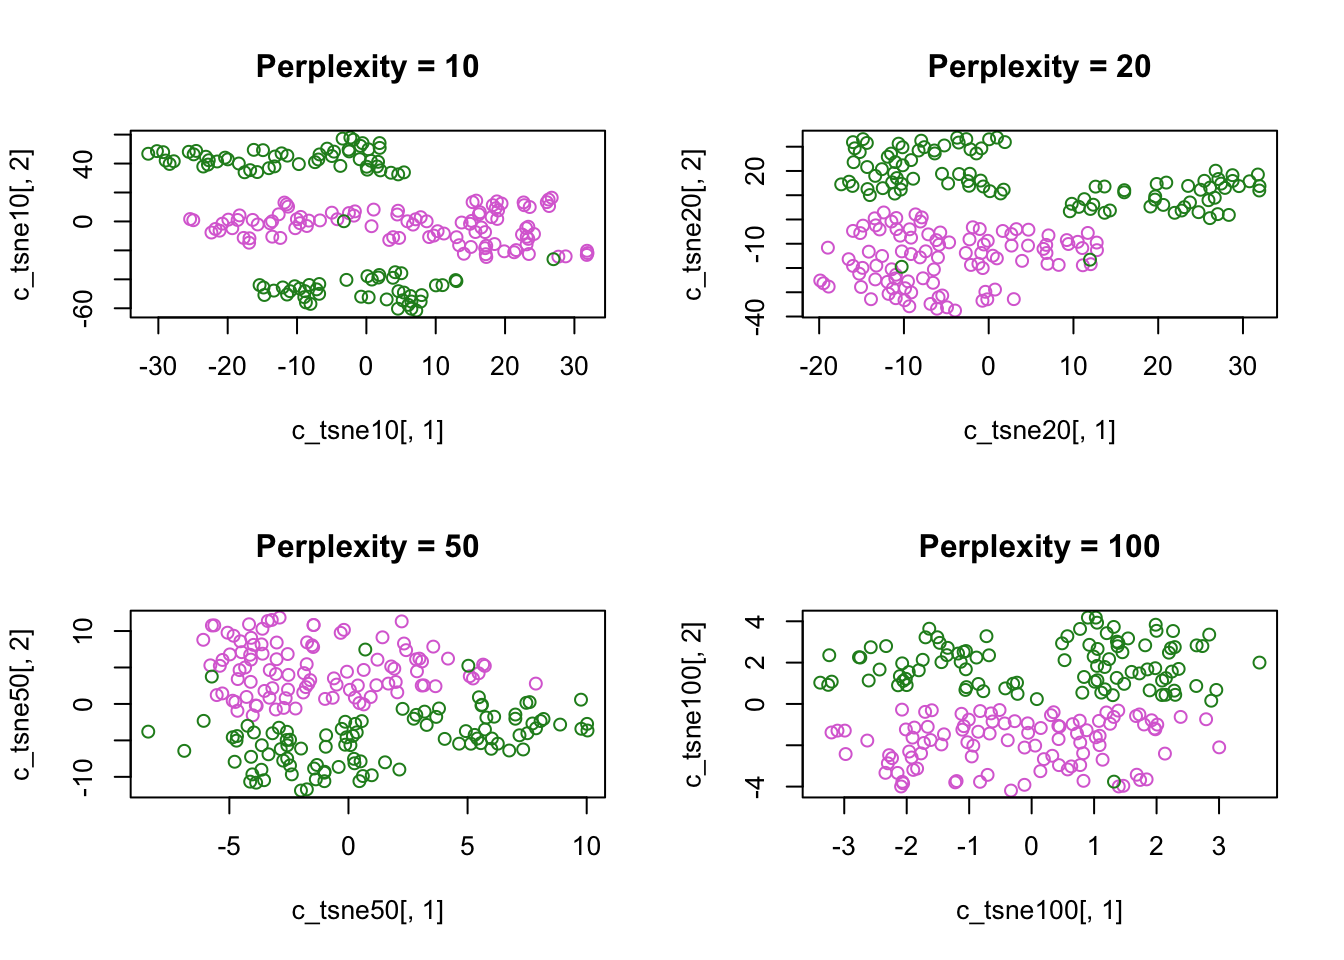 Perplexity = 10
c_tsne10[, 2]
40
0
-60
-30 -20 -10 0 10 20 30
c_tsne10[, 1]
Perplexity = 20
c_tsne20[, 2]
20
-10
-40
-20 -10 0 10 20 30
c_tsne20[, 1]
Perplexity = 50
c_tsne50[, 2]
10
0
-10
-5 0 5 10
c_tsne50[, 1]
Perplexity = 100
c_tsne100[, 2]
4
2
0
-4
-3 -2 -1 0 1 2 3
c_tsne100[, 1]